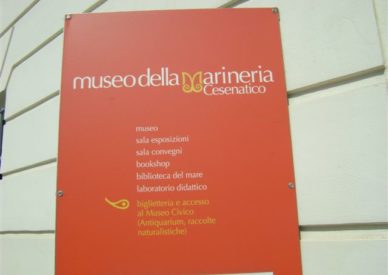 museo della Marineria
Cesenatico
museo
sala esposizioni
sala convegni
bookshop
biblioteca del mare
laboratorio didattico
biglietteria e accesso
al Museo Civico
(Antiquarium, raccolte
naturalistiche)